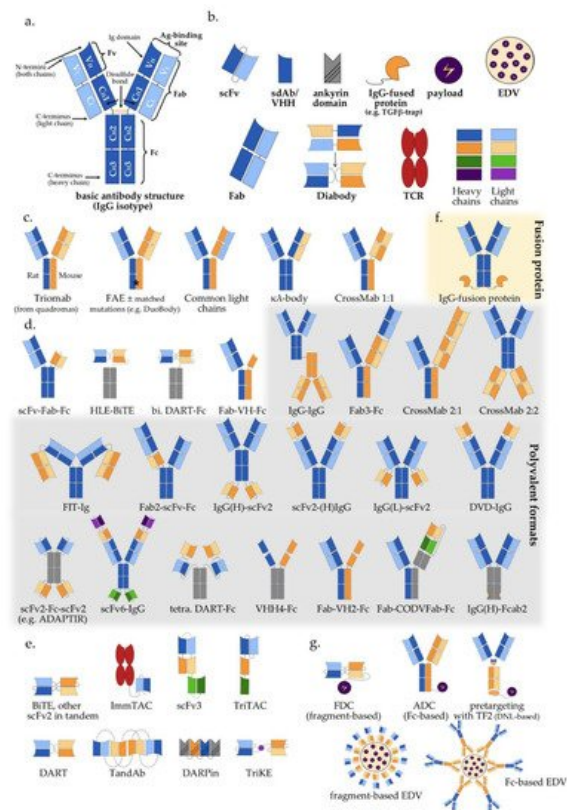 a.
Ig domain
Ag-binding
site
N-termini
(both chains)
Fv
Disulfide
bond
Fab
C-terminus
(light chain)
Fc
C-terminus
(heavy chain)
basic antibody structure
(IgG isotype)
b.
scFv
sdAb/
VHH
ankyrin
domain
IgG-fused
protein
(e.g. TGFβ-trap)
payload
EDV
Fab
Diabody
TCR
Heavy
chains
Light
chains
c.
Rat
Mouse
Triomab
(from quadromas)
FAE ± matched
mutations (e.g. DuoBody)
Common light
chains
κλ-body
CrossMab 1:1
f.
IgG-fusion protein
Fusion protein
d.
scFv-Fab-Fc
HLE-BiTE
bi. DART-Fc
Fab-VH-Fc
IgG-IgG
Fab3-Fc
CrossMab 2:1
CrossMab 2:2
FIT-Ig
Fab2-scFv-Fc
IgG(H)-scFv2
scFv2-(H)IgG
IgG(L)-scFv2
DVD-IgG
Polyvalent formats
scFv2-Fc-scFv2
(e.g. ADAPTIR)
scFv6-IgG
tetra. DART-Fc
VHH4-Fc
Fab-VH2-Fc
Fab-CODVFab-Fc
IgG(H)-Fcab2
e.
BiTE, other
scFv2 in tandem
ImmTAC
scFv3
TriTAC
DART
TandAb
DARPin
TriKE
g.
FDC
(fragment-based)
ADC
(Fc-based)
pretargeting
with TF2 (DNL-based)
fragment-based EDV
Fc-based EDV